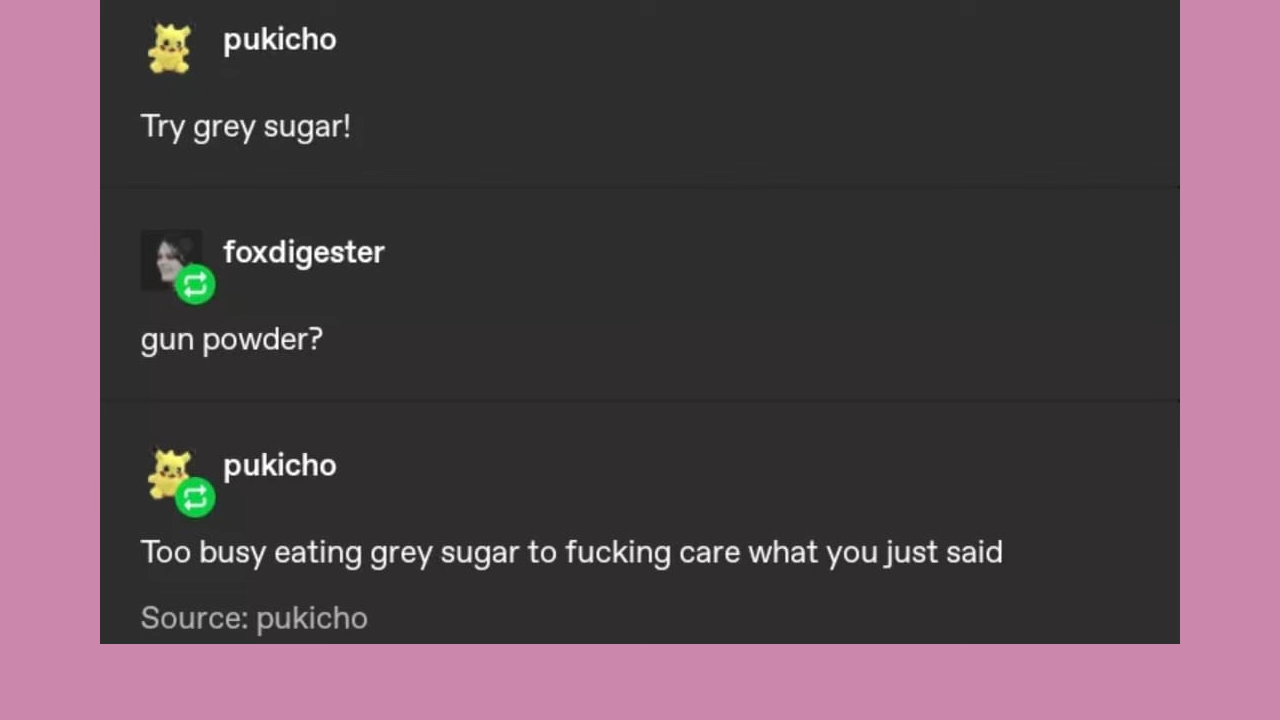 pukicho
Try grey sugar!
foxdigester
gun powder?
pukicho
Too busy eating grey sugar to fucking care what you just said
Source: pukicho